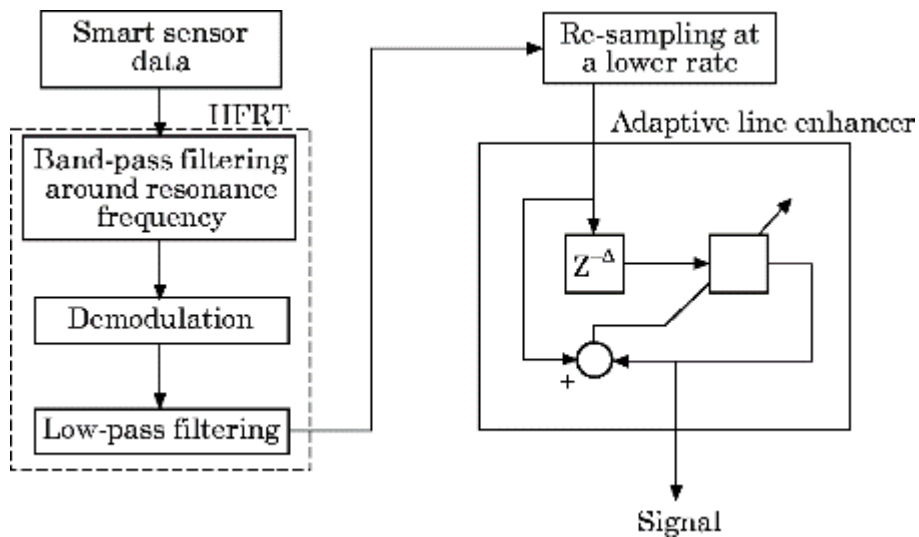 Smart sensor
data
HFRT
Band-pass filtering
around resonance
frequency
Demodulation
Low-pass filtering
Re-sampling at
a lower rate
Adaptive line enhancer
Z⁻Δ
+
Signal